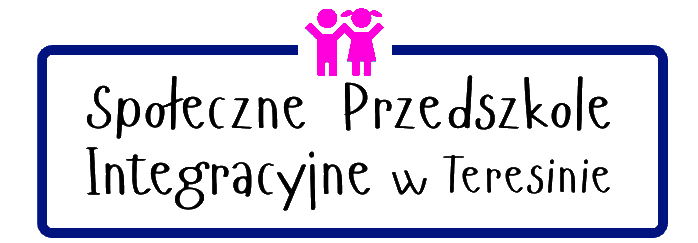 Społeczne Przedszkole
Integracyjne w Teresinie